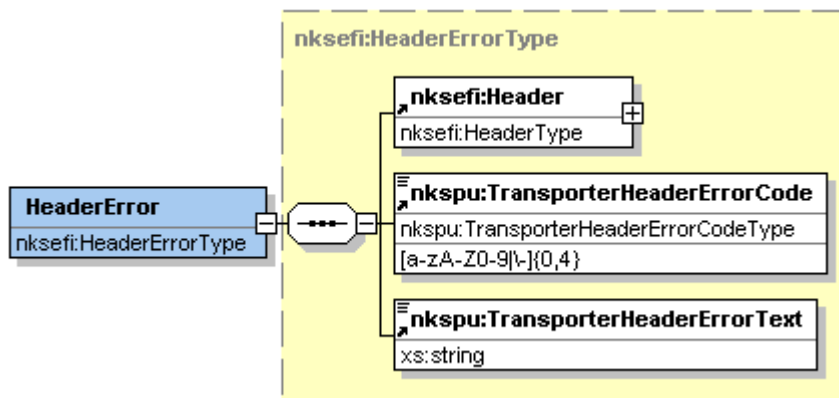 nksefi:HeaderErrorType
nksefi:Header
nksefi:HeaderType
HeaderError
nksefi:HeaderErrorType
nkspu:TransporterHeaderErrorCode
nkspu:TransporterHeaderErrorCodeType
[a-zA-Z0-9|\-]{0,4}
nkspu:TransporterHeaderErrorText
xs:string